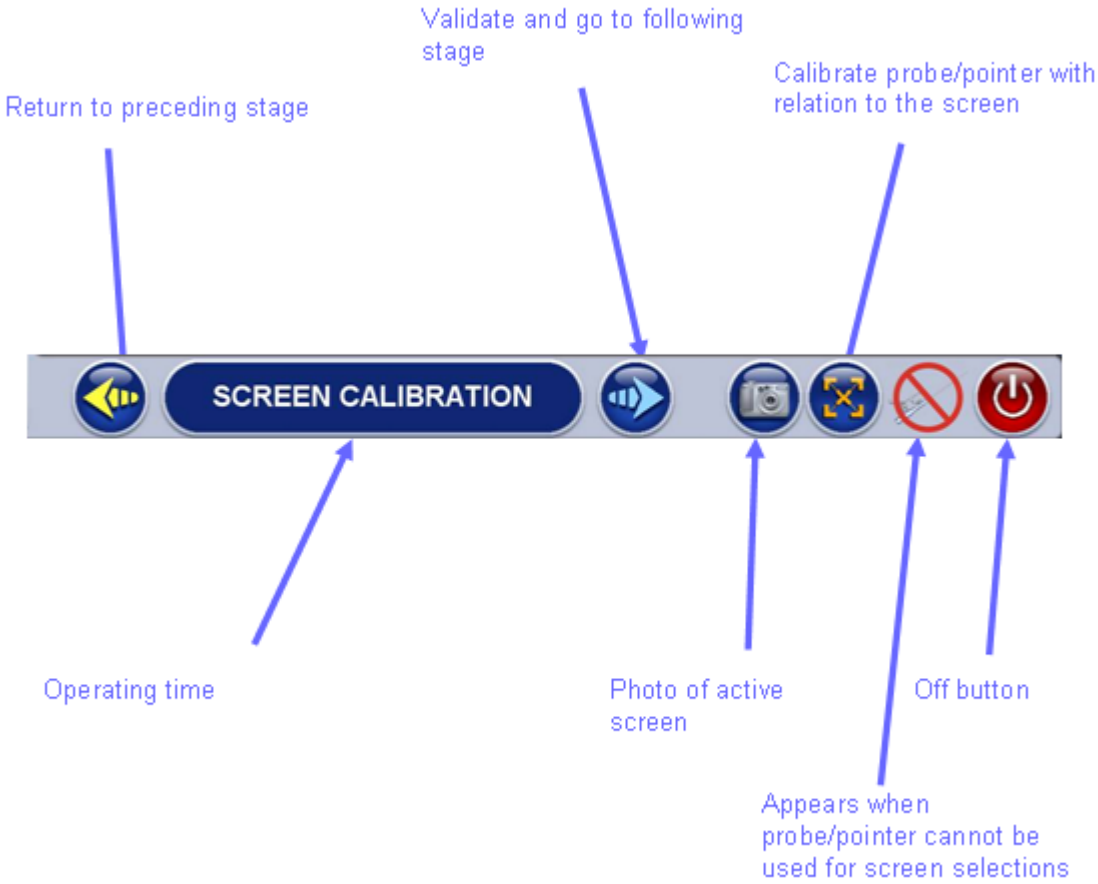 Validate and go to following
stage
Calibrate probe/pointer with
relation to the screen
Return to preceding stage
SCREEN CALIBRATION
Operating time
Photo of active
screen
Off button
Appears when
probe/pointer cannot be
used for screen selections